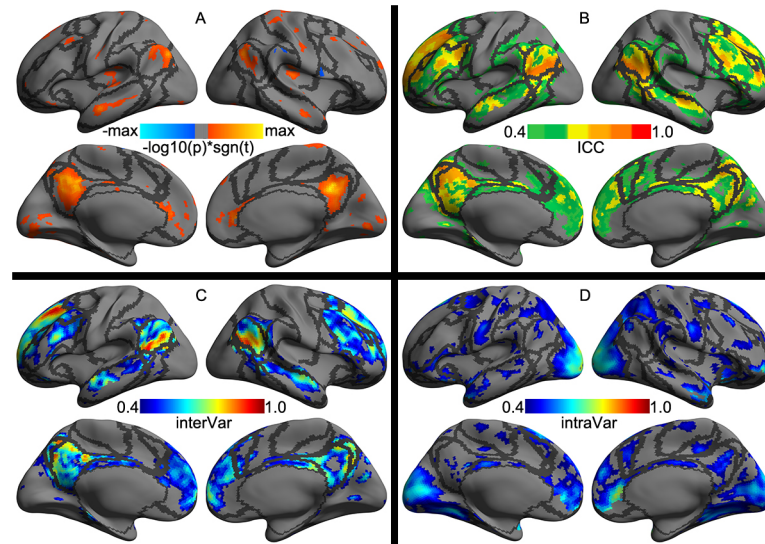 A
-max max
-log10(p)*sgn(t)
B
0.4 1.0
ICC
C
0.4 1.0
interVar
D
0.4 1.0
intraVar